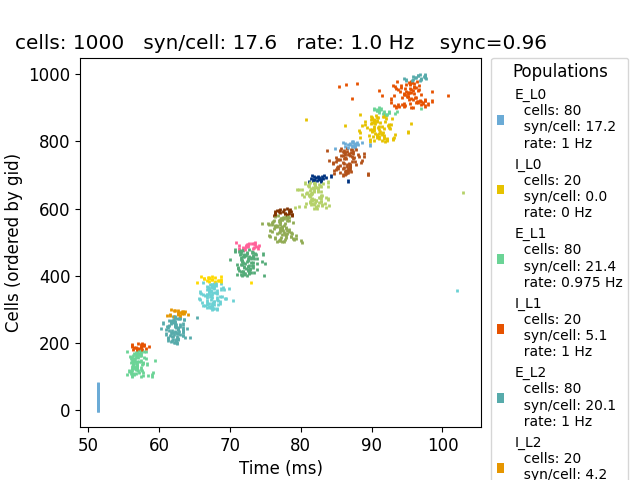 cells: 1000   syn/cell: 17.6   rate: 1.0 Hz    sync=0.96
Cells (ordered by gid)
1000
800
600
400
200
0
50
60
70
80
90
100
Time (ms)
Populations
E_L0
cells: 80
syn/cell: 17.2
rate: 1 Hz
I_L0
cells: 20
syn/cell: 0.0
rate: 0 Hz
E_L1
cells: 80
syn/cell: 21.4
rate: 0.975 Hz
I_L1
cells: 20
syn/cell: 5.1
rate: 1 Hz
E_L2
cells: 80
syn/cell: 20.1
rate: 1 Hz
I_L2
cells: 20
syn/cell: 4.2